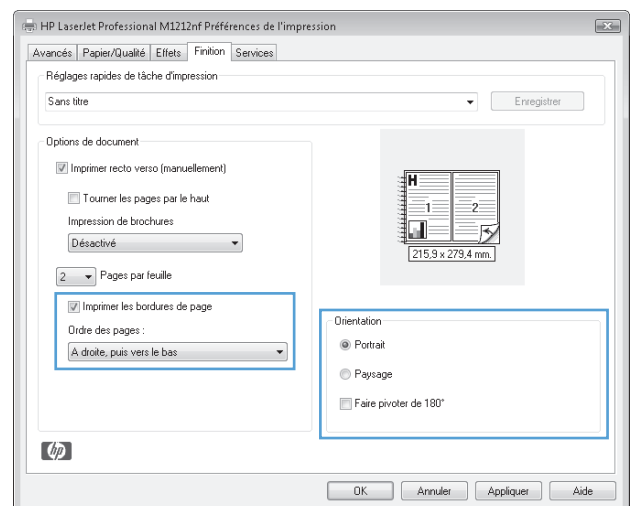 HP LaserJet Professional M1212nf Préférences de l'impression
Avancés Papier/Qualité Effets Finition Services
Réglages rapides de tâche d'impression
Sans titre
Enregistrer
Options de document
Imprimer recto verso (manuellement)
Tourner les pages par le haut
Impression de brochures
Désactivé
2 Pages par feuille
Imprimer les bordures de page
Ordre des pages :
A droite, puis vers le bas
H
1 2
215,9 x 279,4 mm.
Orientation
Portrait
Paysage
Faire pivoter de 180°
hp
OK Annuler Appliquer Aide